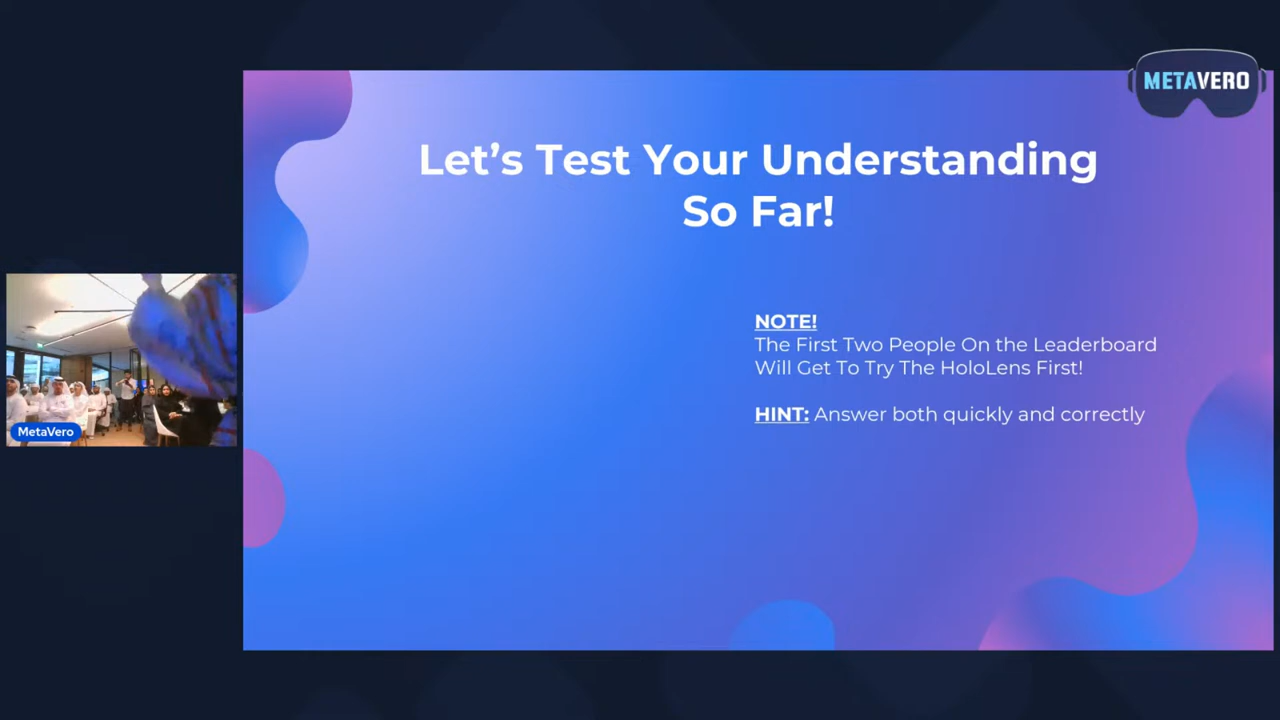 METAVERO
Let's Test Your Understanding
So Far!
NOTE!
The First Two People On the Leaderboard
Will Get To Try The HoloLens First!
HINT: Answer both quickly and correctly
MetaVero